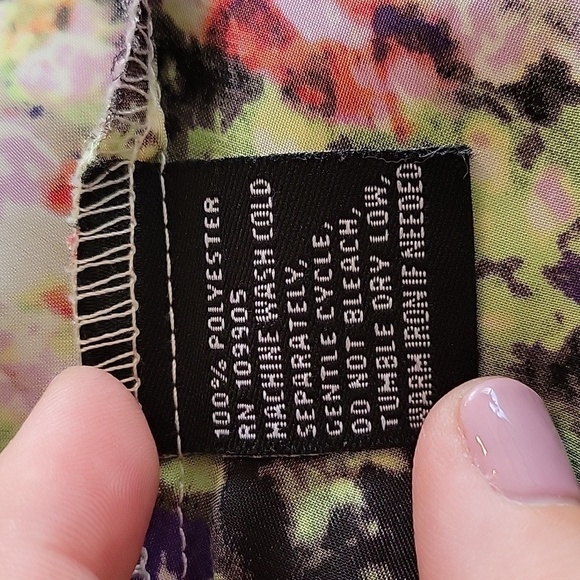 100% POLYESTER
RN 109905
MACHINE WASH COLD
SEPARATELY,
GENTLE CYCLE,
OD NOT BLEACH,
TUMBLE DRY LOW,
WARM IRON IF NEEDED